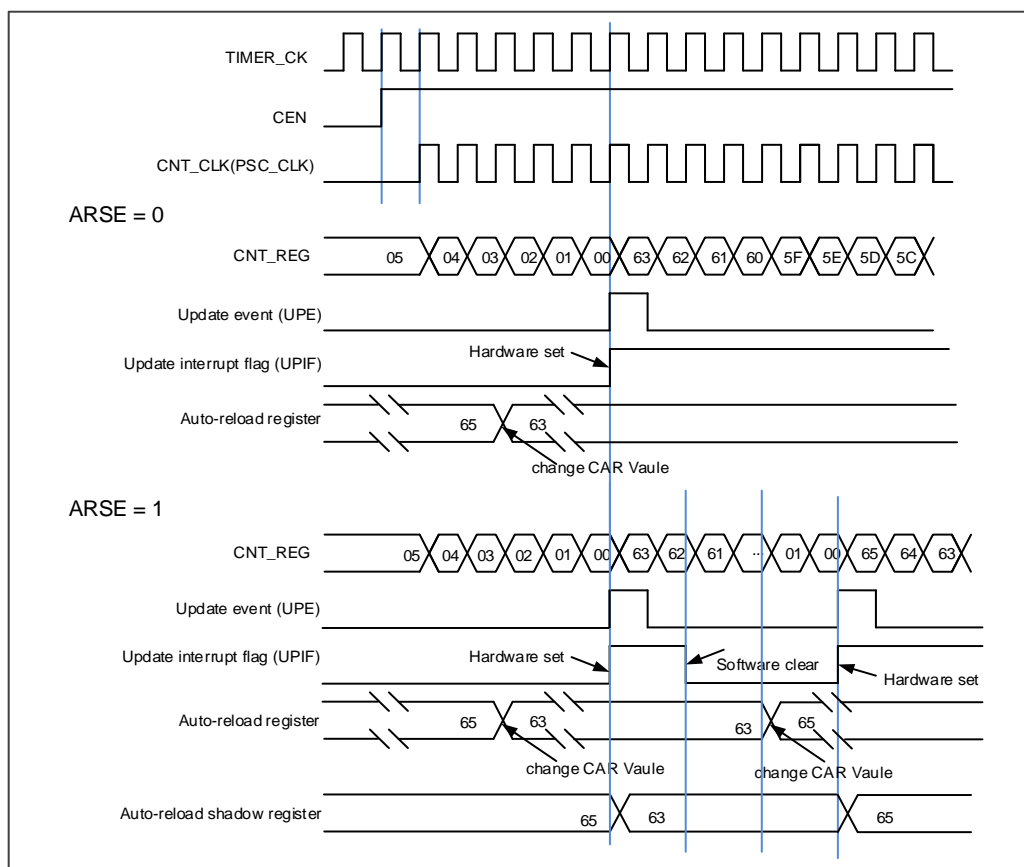 TIMER_CK
CEN
CNT_CLK(PSC_CLK)
ARSE = 0
CNT_REG 05 04 03 02 01 00 63 62 61 60 5F 5E 5D 5C
Update event (UPE)
Hardware set
Update interrupt flag (UPIF)
Auto-reload register 65 63
change CAR Vaule
ARSE = 1
CNT_REG 05 04 03 02 01 00 63 62 61 ... 01 00 65 64 63
Update event (UPE)
Update interrupt flag (UPIF) Hardware set Software clear Hardware set
Auto-reload register 65 63 63 65
change CAR Vaule change CAR Vaule
Auto-reload shadow register 65 63 65